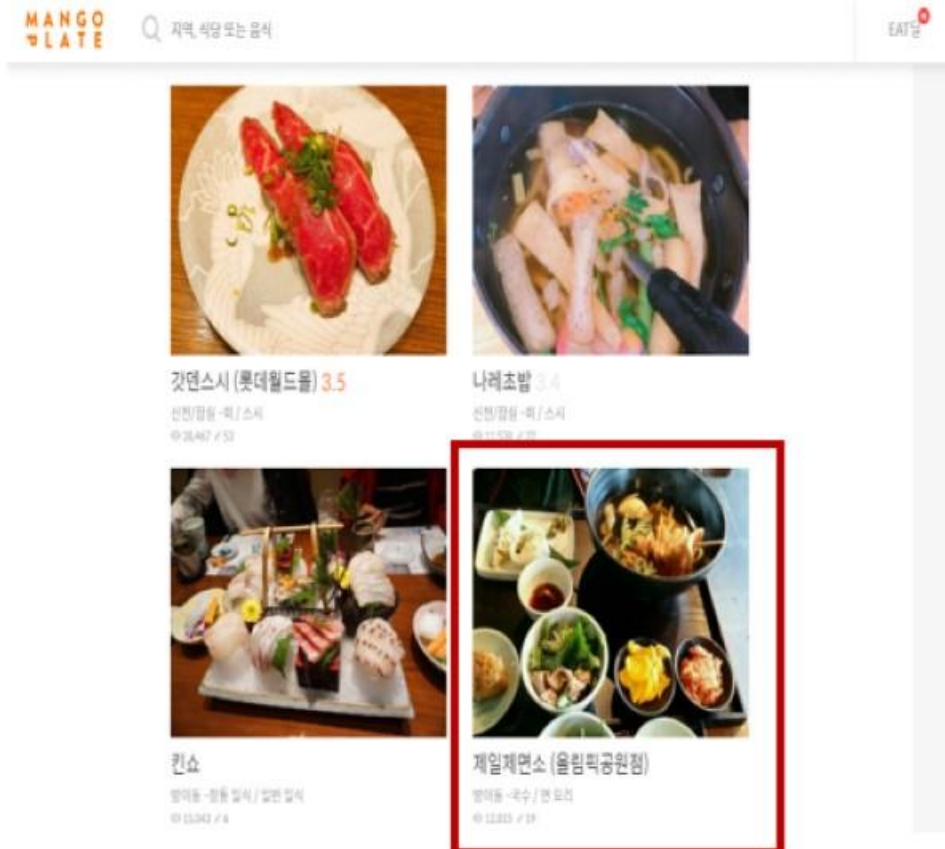 MANGO
PLATE
지역, 식당 또는 음식
EAT딜
갓덴스시 (롯데월드몰) 3.5
신천/잠실 - 회 / 스시
나레초밥 3.4
신천/잠실 - 회 / 스시
킨쇼
방이동 - 정통 일식 / 일반 일식
제일제면소 (올림픽공원점)
방이동 - 국수 / 면 요리